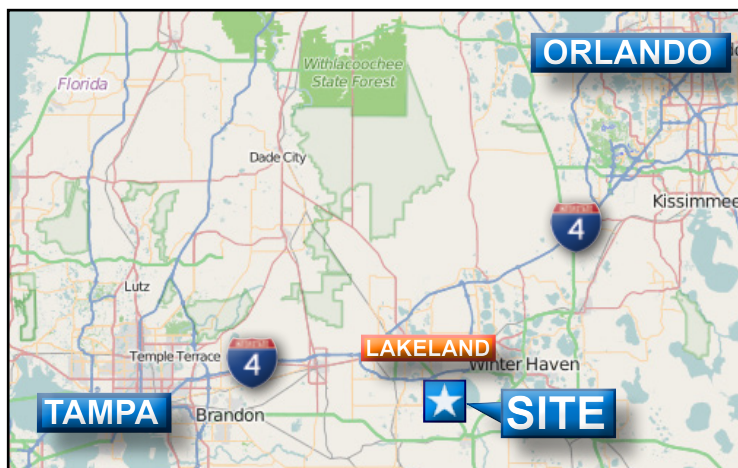 ORLANDO
Withlacoochee
State Forest
Florida
Dade City
Kissimmee
4
Lutz
LAKELAND
Temple Terrace
4
Winter Haven
TAMPA
Brandon
SITE